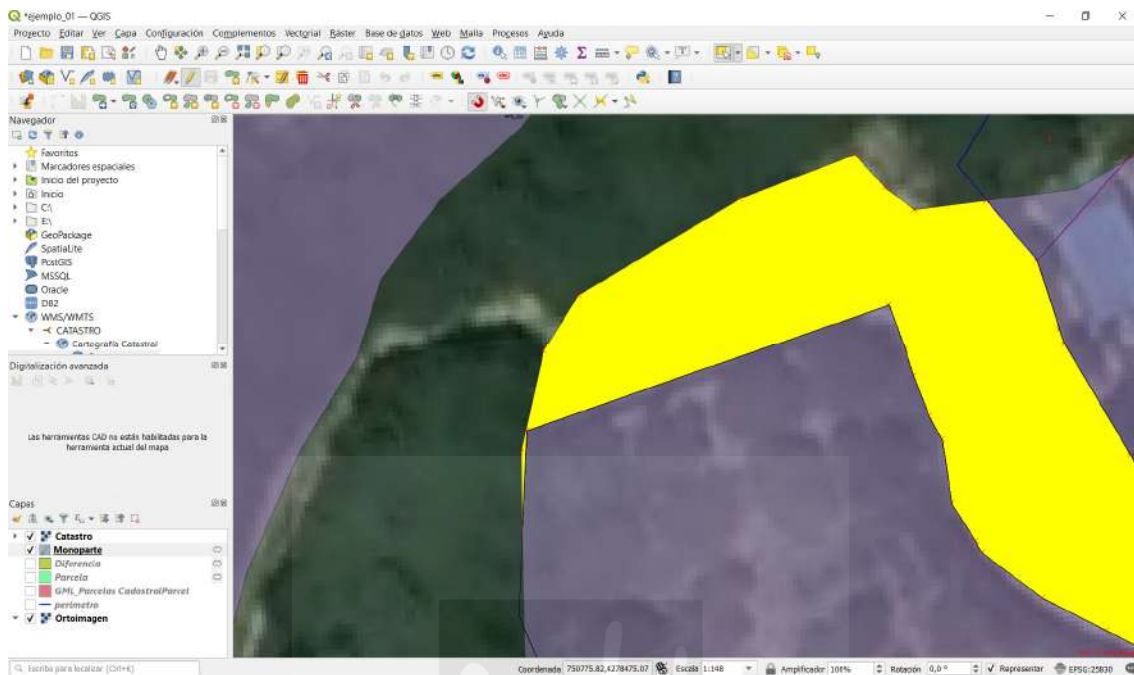 *ejemplo_01 — QGIS
Proyecto Editar Ver Capa Configuración Complementos Vectorial Ráster Base de datos Web Malla Procesos Ayuda
Navegador
Favoritos
Marcadores espaciales
Inicio del proyecto
Inicio
C:\
E:\
GeoPackage
SpatiaLite
PostGIS
MSSQL
Oracle
DB2
WMS/WMTS
CATASTRO
Cartografía Catastral
Digitalización avanzada
Las herramientas CAD no están habilitadas para la
herramienta actual del mapa
Capas
Catastro
Monoparte
Diferencia
Parcela
GML_Parcelas CadastralParcel
perimetro
Ortoimagen
Escriba para localizar (Ctrl+K)
Coordenada 750775.82,4278475.07 Escala 1:148 Amplificador 100% Rotación 0,0 ° Representar EPSG:25830